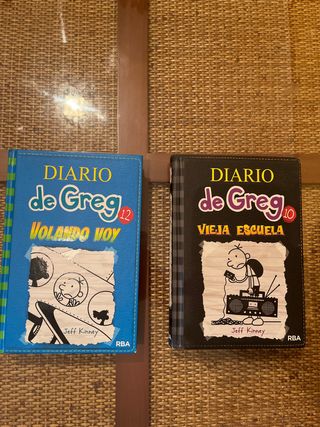 DIARIO
de Greg 12
VOLANDO VOY
Jeff Kinney
RBA
DIARIO
de Greg 10
VIEJA ESCUELA
Jeff Kinney
RBA